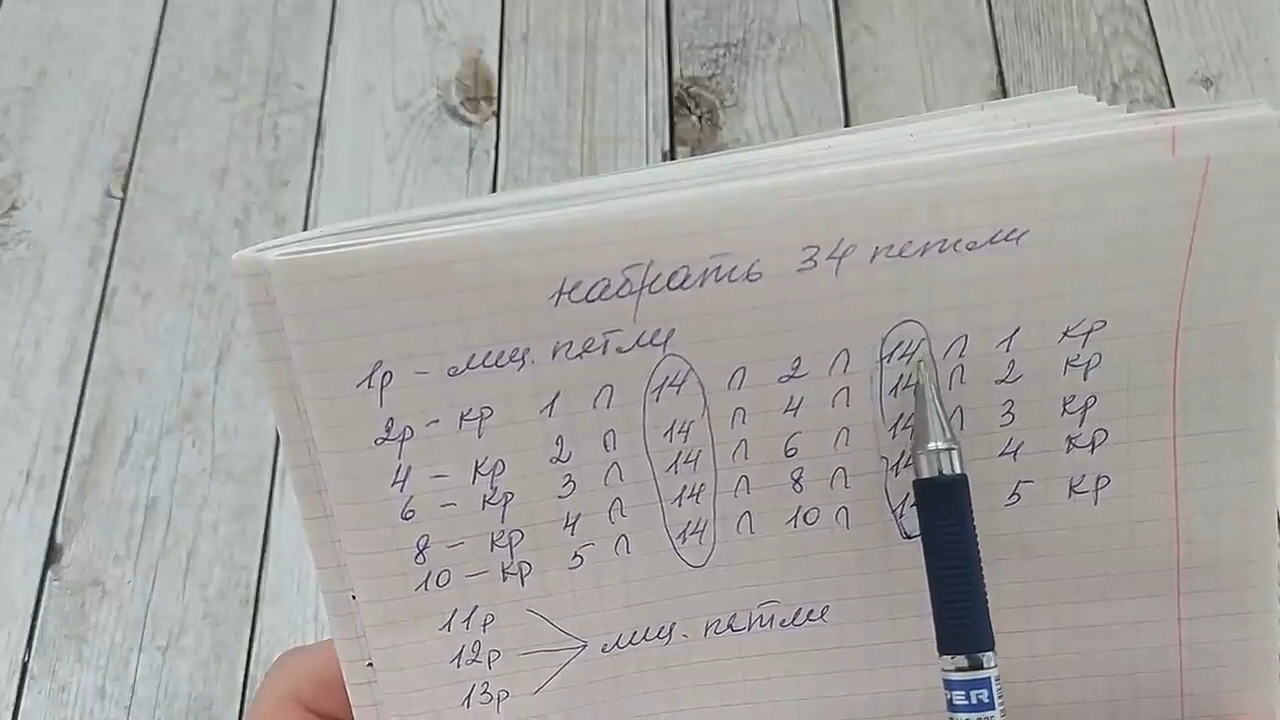 набрать 34 петли
1р - лиц. петли
2р - кр 1 п 14 п 2 п 14 п 1 кр
4 - кр 2 п 14 п 4 п 14 п 2 кр
6 - кр 3 п 14 п 6 п 14 п 3 кр
8 - кр 4 п 14 п 8 п 14 4 кр
10 - кр 5 п 14 п 10 п 5 кр
11р
12р лиц. петли
13р
PER